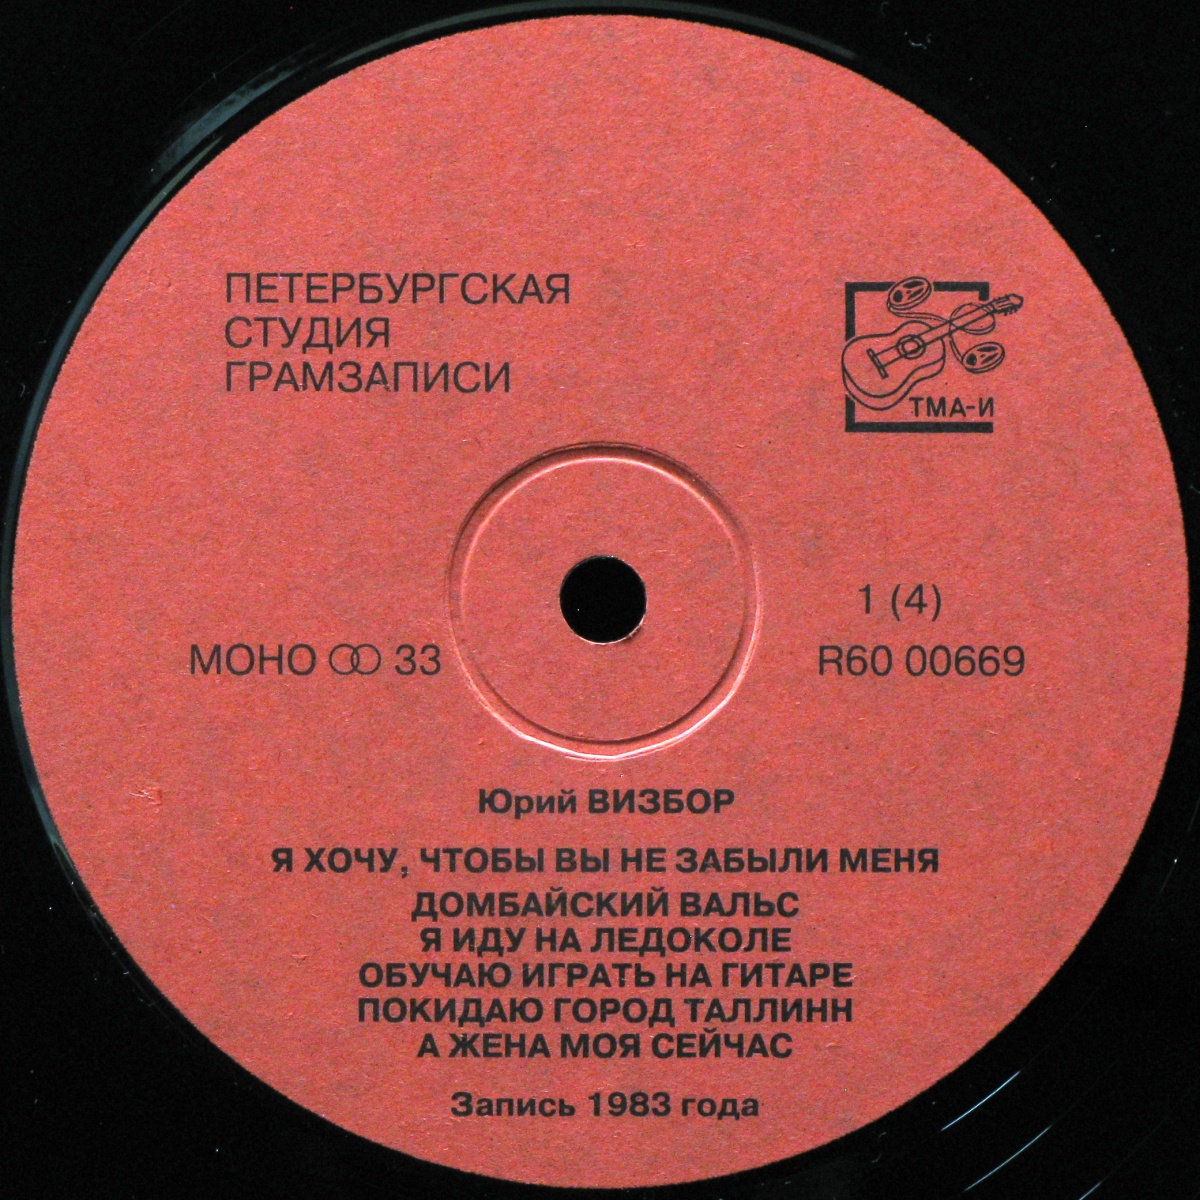 ПЕТЕРБУРГСКАЯ
СТУДИЯ
ГРАМЗАПИСИ
ТМА-И
1 (4)
МОНО 33
R60 00669
Юрий ВИЗБОР
Я ХОЧУ, ЧТОБЫ ВЫ НЕ ЗАБЫЛИ МЕНЯ
ДОМБАЙСКИЙ ВАЛЬС
Я ИДУ НА ЛЕДОКОЛЕ
ОБУЧАЮ ИГРАТЬ НА ГИТАРЕ
ПОКИДАЮ ГОРОД ТАЛЛИНН
А ЖЕНА МОЯ СЕЙЧАС
Запись 1983 года